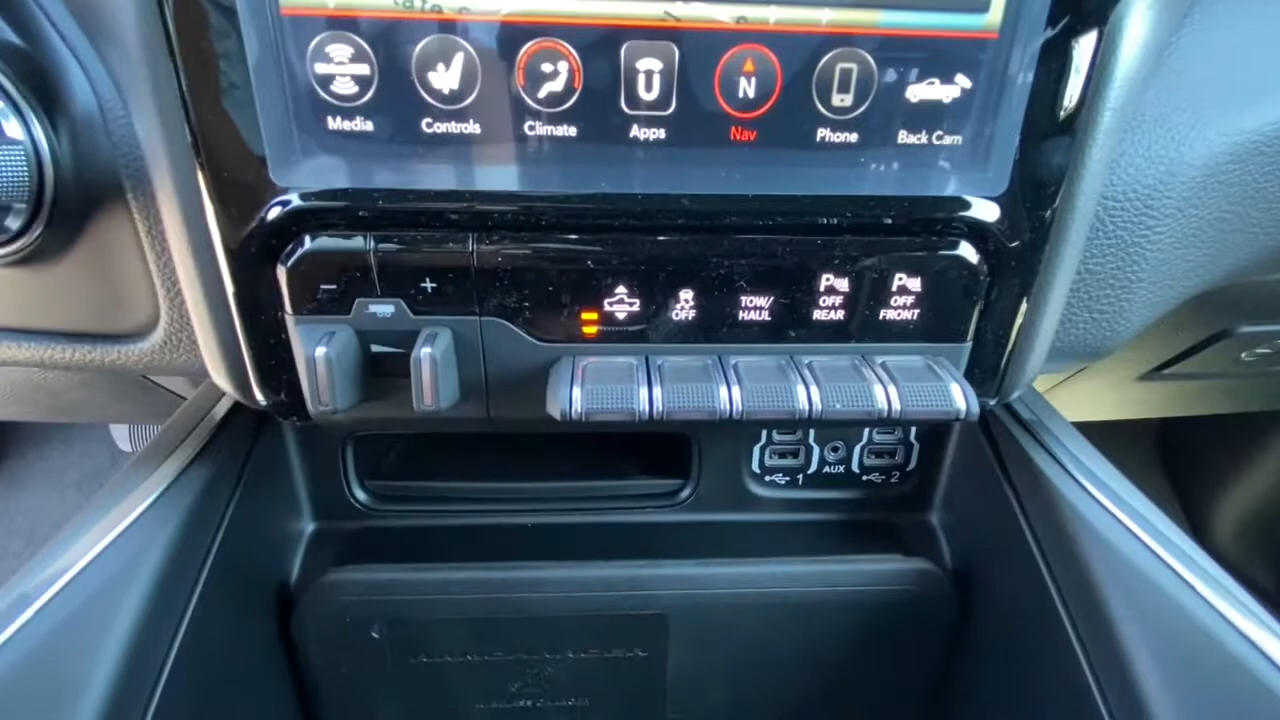 Media
Controls
Climate
Apps
N
Nav
Phone
Back Cam
− +
OFF
TOW/
HAUL
P
OFF
REAR
P
OFF
FRONT
1
AUX
2